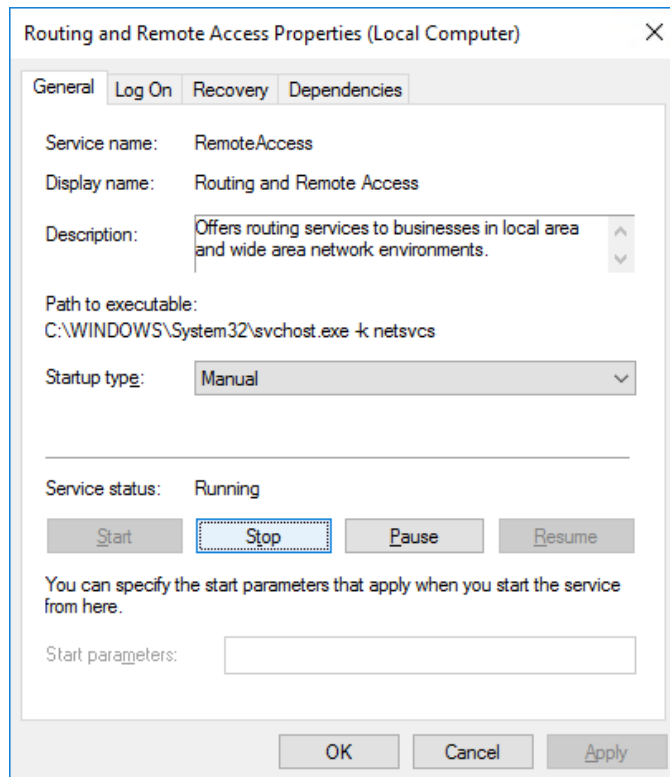 Routing and Remote Access Properties (Local Computer)
General Log On Recovery Dependencies
Service name: RemoteAccess
Display name: Routing and Remote Access
Description: Offers routing services to businesses in local area
and wide area network environments.
Path to executable:
C:\WINDOWS\System32\svchost.exe -k netsvcs
Startup type: Manual
Service status: Running
Start Stop Pause Resume
You can specify the start parameters that apply when you start the service
from here.
Start parameters:
OK Cancel Apply